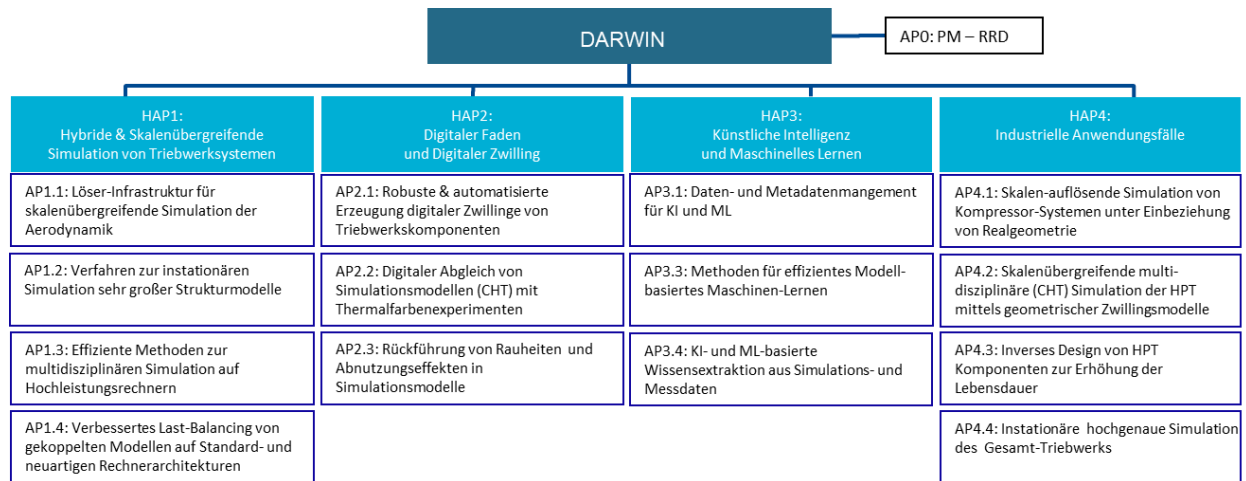 DARWIN
AP0: PM – RRD
HAP1:
Hybride & Skalenübergreifende
Simulation von Triebwerksystemen
AP1.1: Löser-Infrastruktur für
skalenübergreifende Simulation der
Aerodynamik
AP1.2: Verfahren zur instationären
Simulation sehr großer Strukturmodelle
AP1.3: Effiziente Methoden zur
multidisziplinären Simulation auf
Hochleistungsrechnern
AP1.4: Verbessertes Last-Balancing von
gekoppelten Modellen auf Standard- und
neuartigen Rechnerarchitekturen
HAP2:
Digitaler Faden
und Digitaler Zwilling
AP2.1: Robuste & automatisierte
Erzeugung digitaler Zwillinge von
Triebwerkskomponenten
AP2.2: Digitaler Abgleich von
Simulationsmodellen (CHT) mit
Thermalfarbenexperimenten
AP2.3: Rückführung von Rauheiten und
Abnutzungseffekten in
Simulationsmodelle
HAP3:
Künstliche Intelligenz
und Maschinelles Lernen
AP3.1: Daten- und Metadatenmangement
für KI und ML
AP3.3: Methoden für effizientes Modell-
basiertes Maschinen-Lernen
AP3.4: KI- und ML-basierte
Wissensextraktion aus Simulations- und
Messdaten
HAP4:
Industrielle Anwendungsfälle
AP4.1: Skalen-auflösende Simulation von
Kompressor-Systemen unter Einbeziehung
von Realgeometrie
AP4.2: Skalenübergreifende multi-
disziplinäre (CHT) Simulation der HPT
mittels geometrischer Zwillingsmodelle
AP4.3: Inverses Design von HPT
Komponenten zur Erhöhung der
Lebensdauer
AP4.4: Instationäre hochgenaue Simulation
des Gesamt-Triebwerks